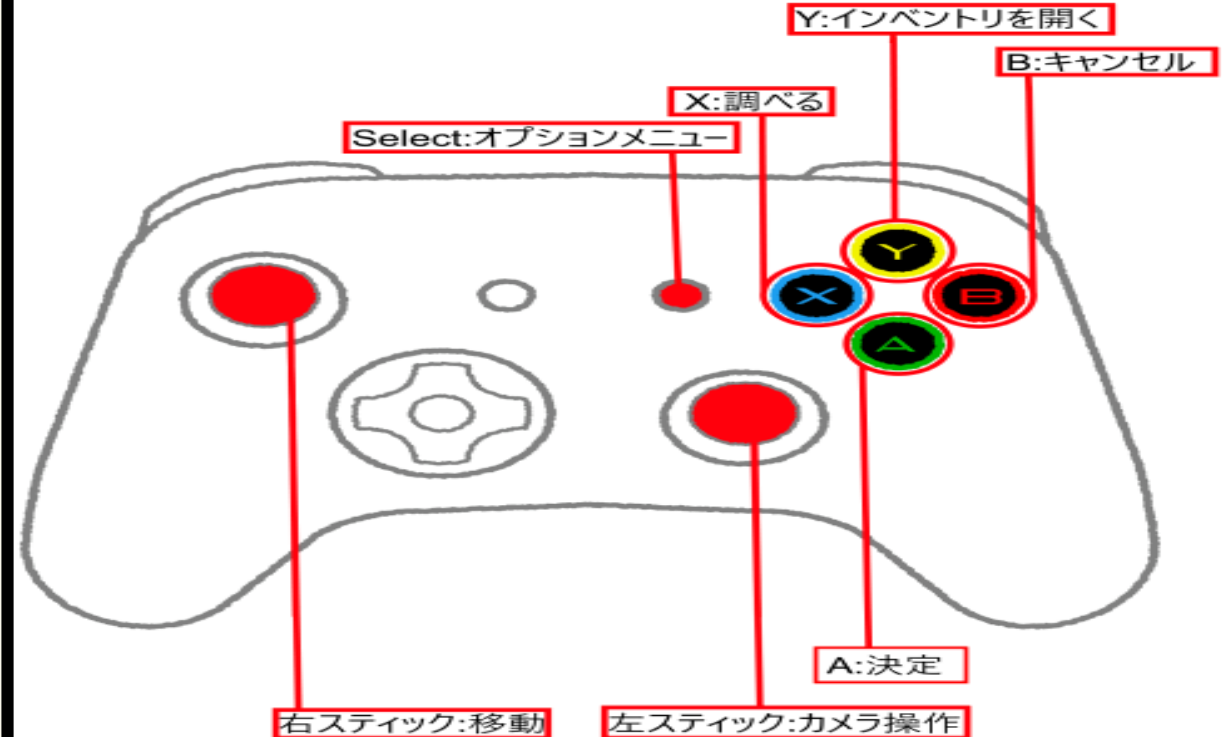 Y:インベントリを開く
B:キャンセル
X:調べる
Select:オプションメニュー
Y
X
B
A
A:決定
右スティック:移動
左スティック:カメラ操作